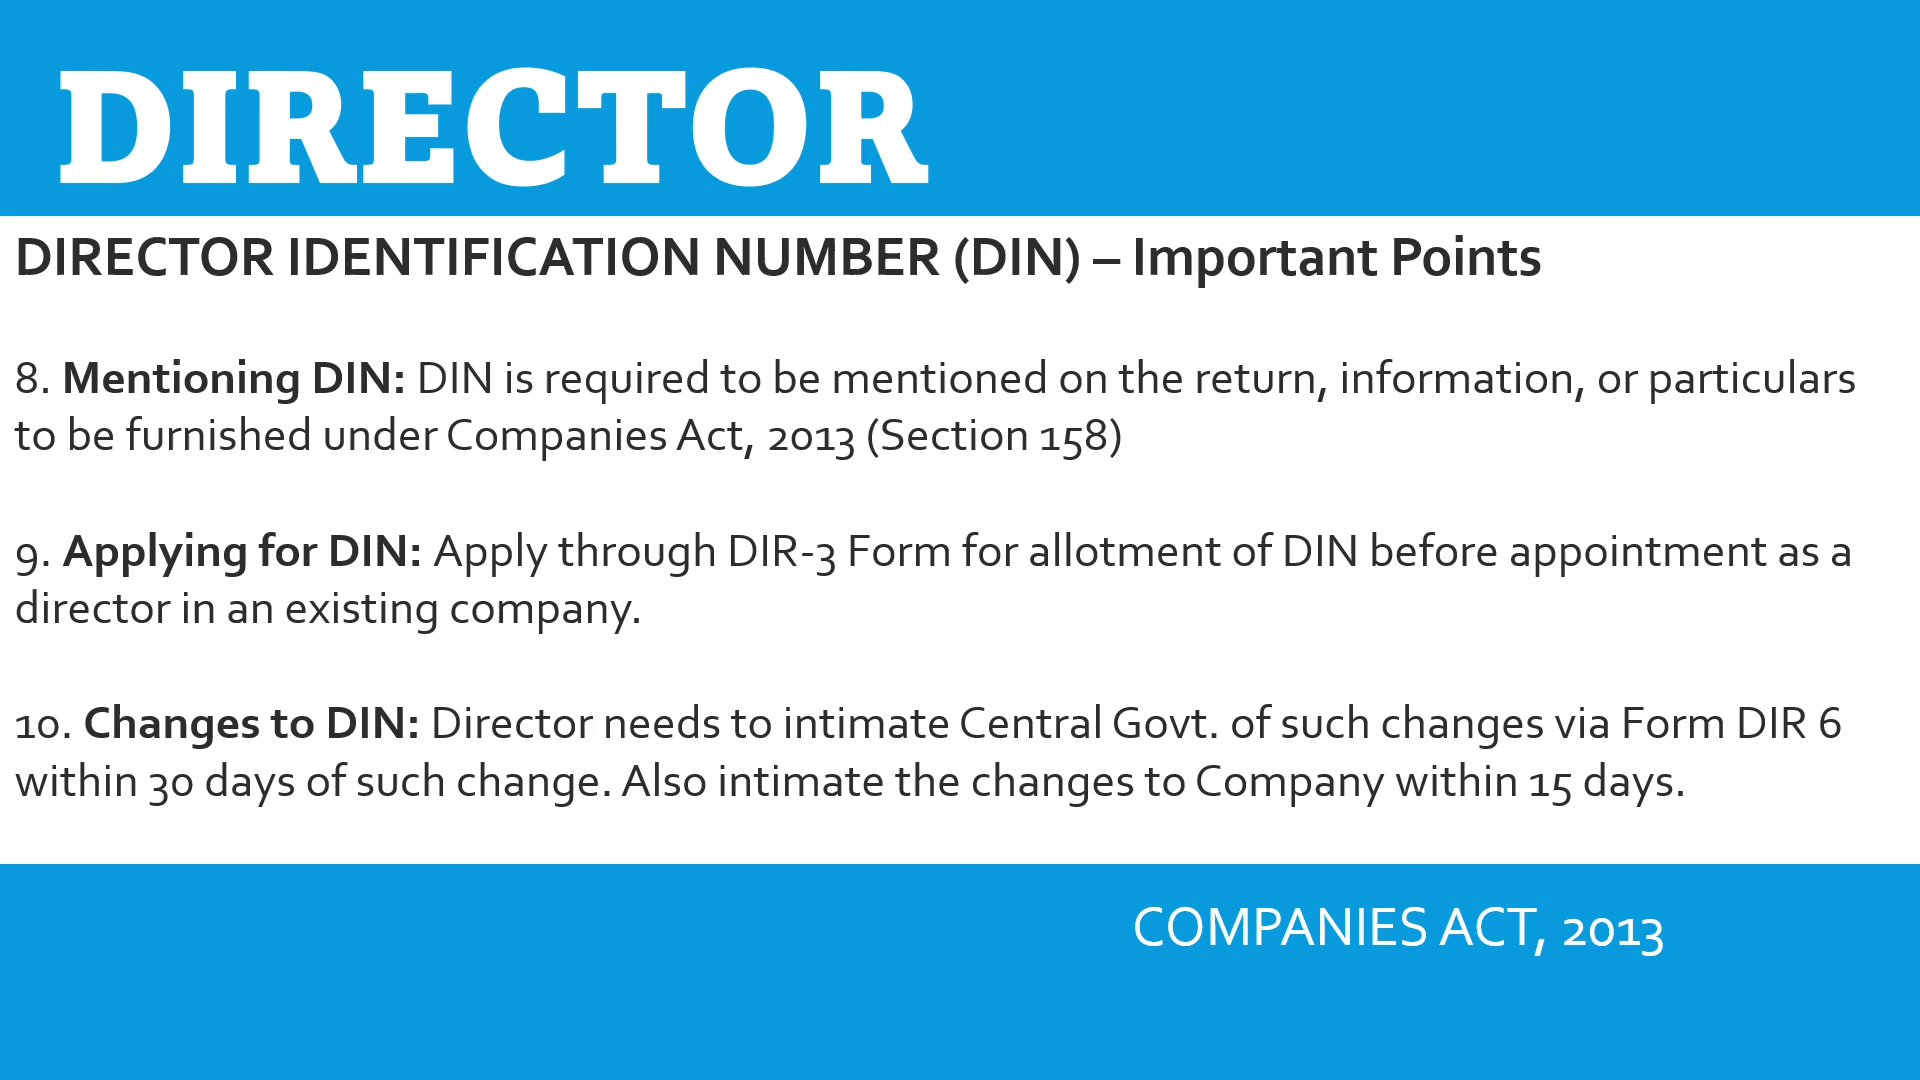 DIRECTOR
DIRECTOR IDENTIFICATION NUMBER (DIN) – Important Points
8. Mentioning DIN: DIN is required to be mentioned on the return, information, or particulars
to be furnished under Companies Act, 2013 (Section 158)
9. Applying for DIN: Apply through DIR-3 Form for allotment of DIN before appointment as a
director in an existing company.
10. Changes to DIN: Director needs to intimate Central Govt. of such changes via Form DIR 6
within 30 days of such change. Also intimate the changes to Company within 15 days.
COMPANIES ACT, 2013